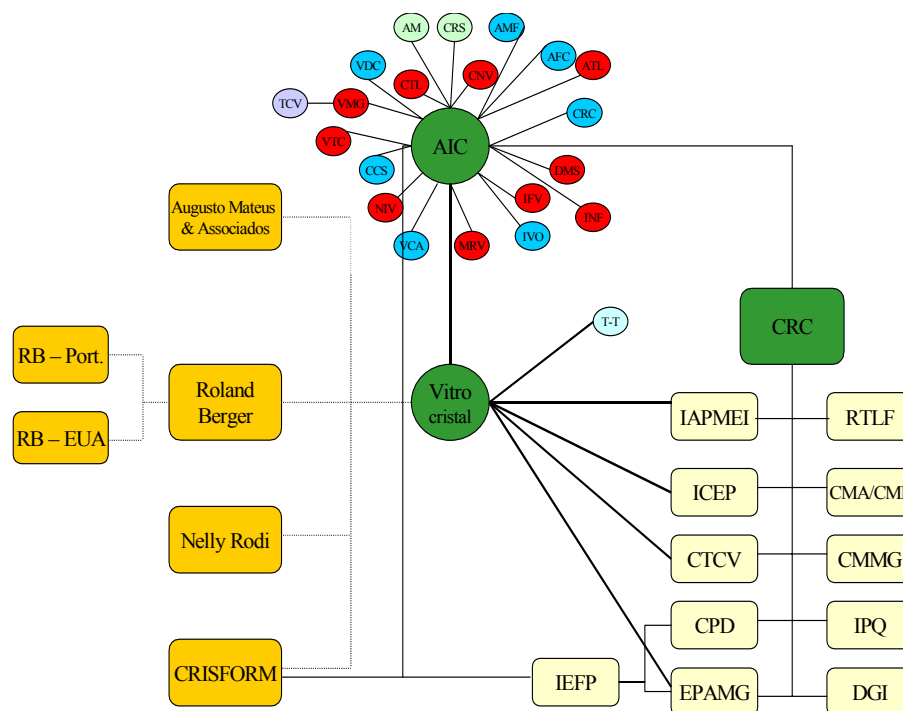 AM
CRS
AMF
VDC
AFC
ATL
CTL
CNV
TCV
VMG
CRC
VTC
AIC
CCS
DMS
NIV
IFV
INF
VCA
MRV
IVO
Augusto Mateus
& Associados
T-T
CRC
RB – Port.
Roland
Berger
Vitro
cristal
IAPMEI
RTLF
RB – EUA
ICEP
CMA/CM
Nelly Rodi
CTCV
CMMG
CPD
IPQ
CRISFORM
IEFP
EPAMG
DGI